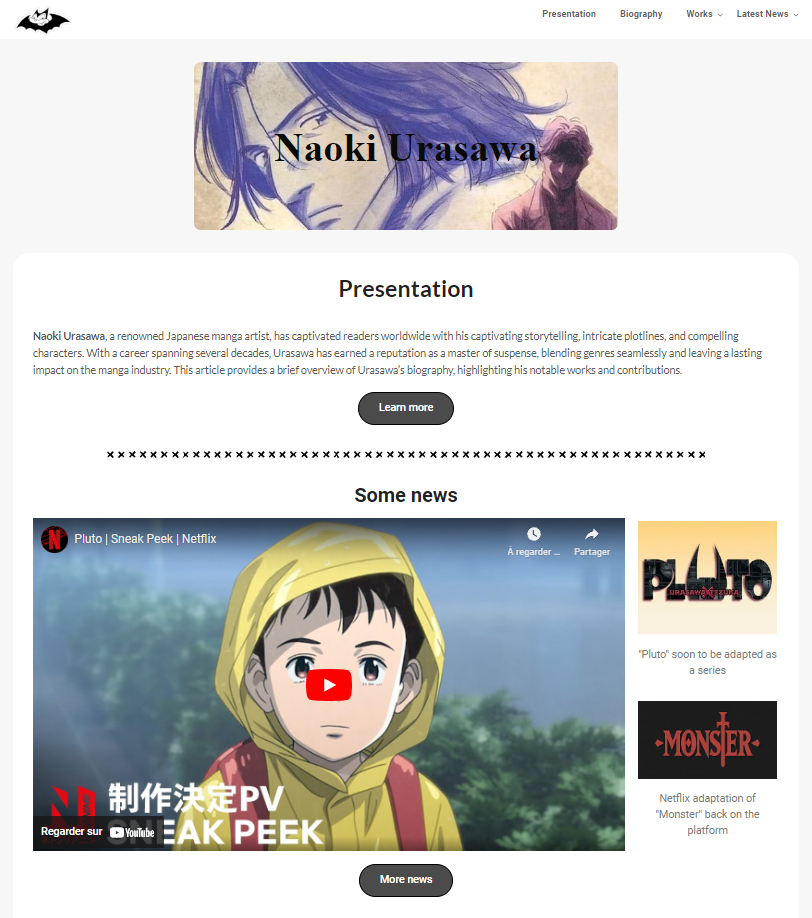 Presentation Biography Works Latest News
Naoki Urasawa
Presentation
Naoki Urasawa, a renowned Japanese manga artist, has captivated readers worldwide with his captivating storytelling, intricate plotlines, and compelling
characters. With a career spanning several decades, Urasawa has earned a reputation as a master of suspense, blending genres seamlessly and leaving a lasting
impact on the manga industry. This article provides a brief overview of Urasawa's biography, highlighting his notable works and contributions.
Learn more
Some news
Pluto | Sneak Peek | Netflix
À regarder ...
Partager
制作決定PV
SNEAK PEEK
Regarder sur YouTube
PLUTO
URASAWA X TEZUKA
"Pluto" soon to be adapted as
a series
MONSTER
Netflix adaptation of
"Monster" back on the
platform
More news